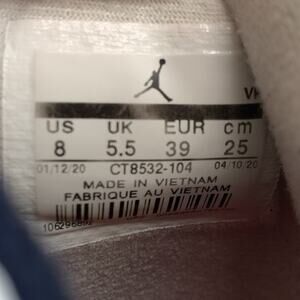 US UK EUR cm
8 5.5 39 25
01/12/20 CT8532-104 04/10/20
MADE IN VIETNAM
FABRIQUE AU VIETNAM